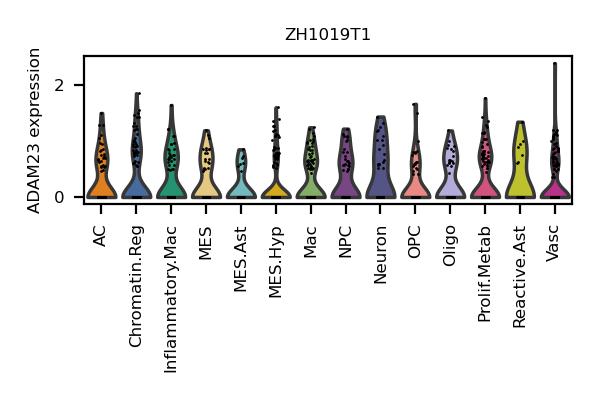 ZH1019T1
ADAM23 expression
2
0
AC
Chromatin.Reg
Inflammatory.Mac
MES
MES.Ast
MES.Hyp
Mac
NPC
Neuron
OPC
Oligo
Prolif.Metab
Reactive.Ast
Vasc